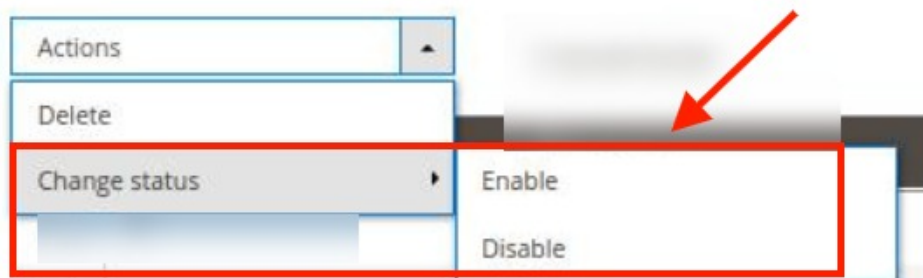 Actions
Delete
Change status
Enable
Disable